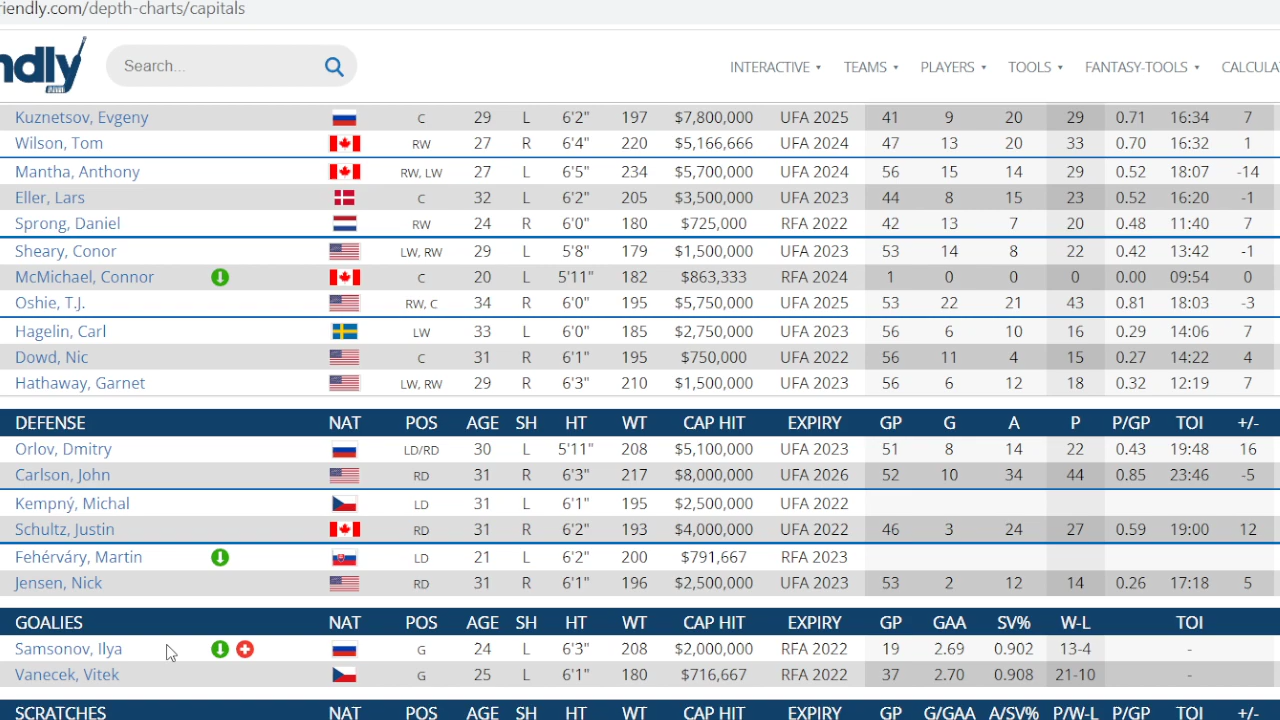 riendly.com/depth-charts/capitals
ndly Search... INTERACTIVE TEAMS PLAYERS TOOLS FANTASY-TOOLS CALCULA
Kuznetsov, Evgeny C 29 L 6'2" 197 $7,800,000 UFA 2025 41 9 20 29 0.71 16:34 7
Wilson, Tom RW 27 R 6'4" 220 $5,166,666 UFA 2024 47 13 20 33 0.70 16:32 1
Mantha, Anthony RW, LW 27 L 6'5" 234 $5,700,000 UFA 2024 56 15 14 29 0.52 18:07 -14
Eller, Lars C 32 L 6'2" 205 $3,500,000 UFA 2023 44 8 15 23 0.52 16:20 -1
Sprong, Daniel RW 24 R 6'0" 180 $725,000 RFA 2022 42 13 7 20 0.48 11:40 7
Sheary, Conor LW, RW 29 L 5'8" 179 $1,500,000 UFA 2023 53 14 8 22 0.42 13:42 -1
McMichael, Connor C 20 L 5'11" 182 $863,333 RFA 2024 1 0 0 0 0.00 09:54 0
Oshie, T.J. RW, C 34 R 6'0" 195 $5,750,000 UFA 2025 53 22 21 43 0.81 18:03 -3
Hagelin, Carl LW 33 L 6'0" 185 $2,750,000 UFA 2023 56 6 10 16 0.29 14:06 7
Dowd, Nic C 31 R 6'1" 195 $750,000 UFA 2022 56 11 4 15 0.27 14:22 4
Hathaway, Garnet LW, RW 29 R 6'3" 210 $1,500,000 UFA 2023 56 6 12 18 0.32 12:19 7
DEFENSE NAT POS AGE SH HT WT CAP HIT EXPIRY GP G A P P/GP TOI +/-
Orlov, Dmitry LD/RD 30 L 5'11" 208 $5,100,000 UFA 2023 51 8 14 22 0.43 19:48 16
Carlson, John RD 31 R 6'3" 217 $8,000,000 UFA 2026 52 10 34 44 0.85 23:46 -5
Kempný, Michal LD 31 L 6'1" 195 $2,500,000 UFA 2022
Schultz, Justin RD 31 R 6'2" 193 $4,000,000 UFA 2022 46 3 24 27 0.59 19:00 12
Fehérváry, Martin LD 21 L 6'2" 200 $791,667 RFA 2023
Jensen, Nick RD 31 R 6'1" 196 $2,500,000 UFA 2023 53 2 12 14 0.26 17:18 5
GOALIES NAT POS AGE SH HT WT CAP HIT EXPIRY GP GAA SV% W-L TOI
Samsonov, Ilya G 24 L 6'3" 208 $2,000,000 RFA 2022 19 2.69 0.902 13-4 -
Vanecek, Vitek G 25 L 6'1" 180 $716,667 RFA 2022 37 2.70 0.908 21-10 -
SCRATCHES NAT POS AGE SH HT WT CAP HIT EXPIRY GP G/GAA A/SV% P/W-L P/GP TOI +/-